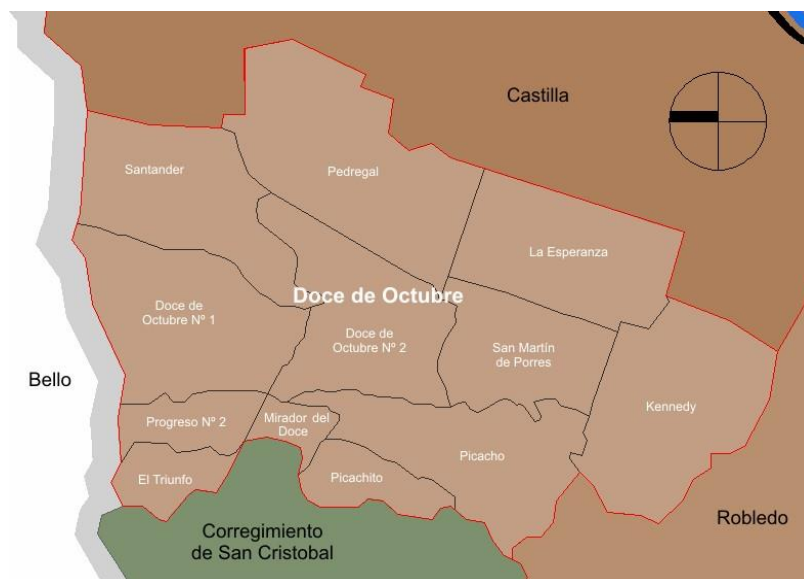 Castilla
Santander
Pedregal
La Esperanza
Doce de Octubre
Doce de
Octubre Nº 1
Doce de
Octubre Nº 2
San Martín
de Porres
Bello
Kennedy
Progreso Nº 2
Mirador del
Doce
Picacho
El Triunfo
Picachito
Robledo
Corregimiento
de San Cristobal